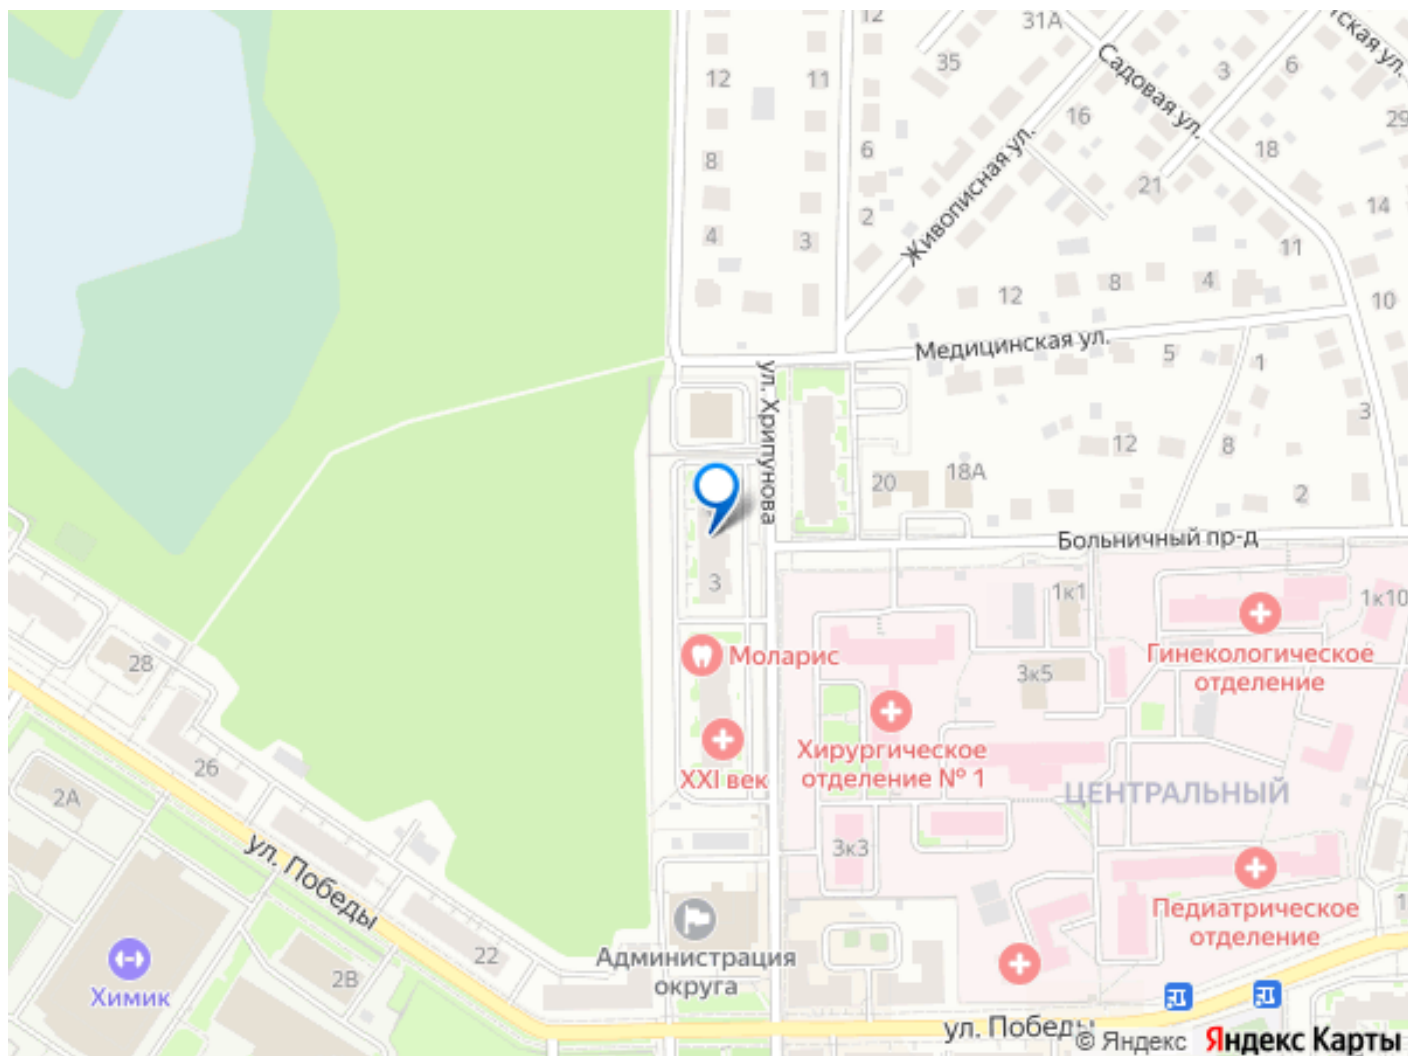 12
31А
12
11
35
Садовая ул.
3
6
тская ул.
16
29
18
8
6
21
14
Живописная ул.
2
4
3
11
12
8
4
10
Медицинская ул.
5
1
ул. Хрипунова
3
12
8
20
18А
2
Больничный пр-д
3
1к1
1к10
Моларис
Гинекологическое
отделение
3к5
28
XXI век
Хирургическое
отделение № 1
26
ЦЕНТРАЛЬНЫЙ
2А
3к3
ул. Победы
Педиатрическое
отделение
1
22
Администрация
округа
2В
Химик
ул. Победы
© Яндекс Яндекс Карты